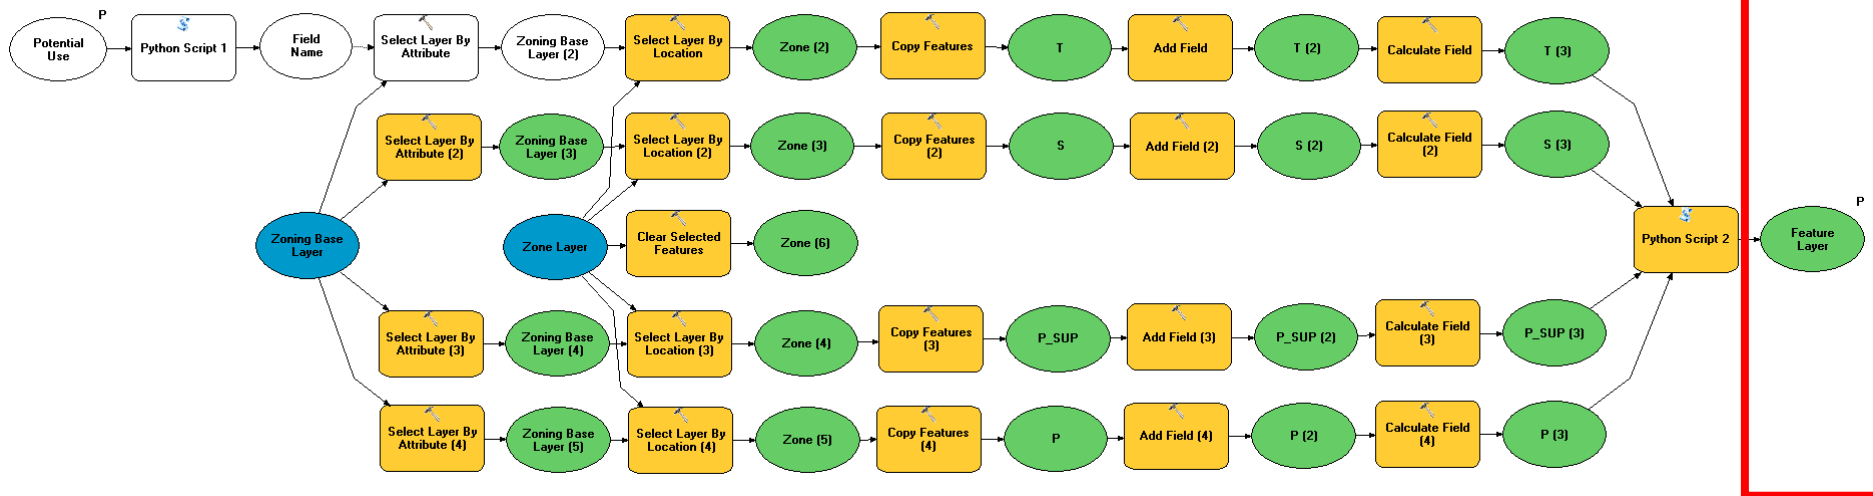 P
Potential
Use
Python Script 1
Field
Name
Select Layer By
Attribute
Zoning Base
Layer (2)
Select Layer By
Location
Zone (2)
Copy Features
T
Add Field
T (2)
Calculate Field
T (3)
Select Layer By
Attribute (2)
Zoning Base
Layer (3)
Select Layer By
Location (2)
Zone (3)
Copy Features
(2)
S
Add Field (2)
S (2)
Calculate Field
(2)
S (3)
Zoning Base
Layer
Zone Layer
Clear Selected
Features
Zone (6)
Python Script 2
P
Feature
Layer
Select Layer By
Attribute (3)
Zoning Base
Layer (4)
Select Layer By
Location (3)
Zone (4)
Copy Features
(3)
P_SUP
Add Field (3)
P_SUP (2)
Calculate Field
(3)
P_SUP (3)
Select Layer By
Attribute (4)
Zoning Base
Layer (5)
Select Layer By
Location (4)
Zone (5)
Copy Features
(4)
P
Add Field (4)
P (2)
Calculate Field
(4)
P (3)